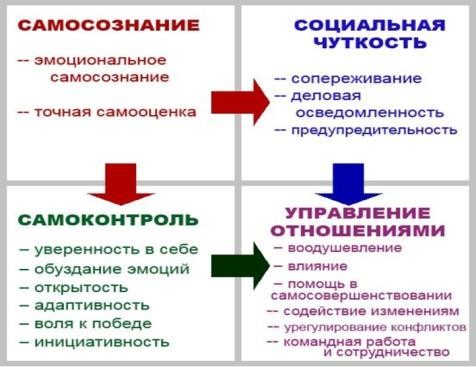 САМОСОЗНАНИЕ
-- эмоциональное
самосознание
-- точная самооценка
СОЦИАЛЬНАЯ
ЧУТКОСТЬ
-- сопереживание
-- деловая
осведомленность
-- предупредительность
САМОКОНТРОЛЬ
– уверенность в себе
– обуздание эмоций
– открытость
– адаптивность
– воля к победе
– инициативность
УПРАВЛЕНИЕ
ОТНОШЕНИЯМИ
– воодушевление
– влияние
– помощь в
самосовершенствовании
-- содействие изменениям
-- урегулирование конфликтов
-- командная работа
и сотрудничество